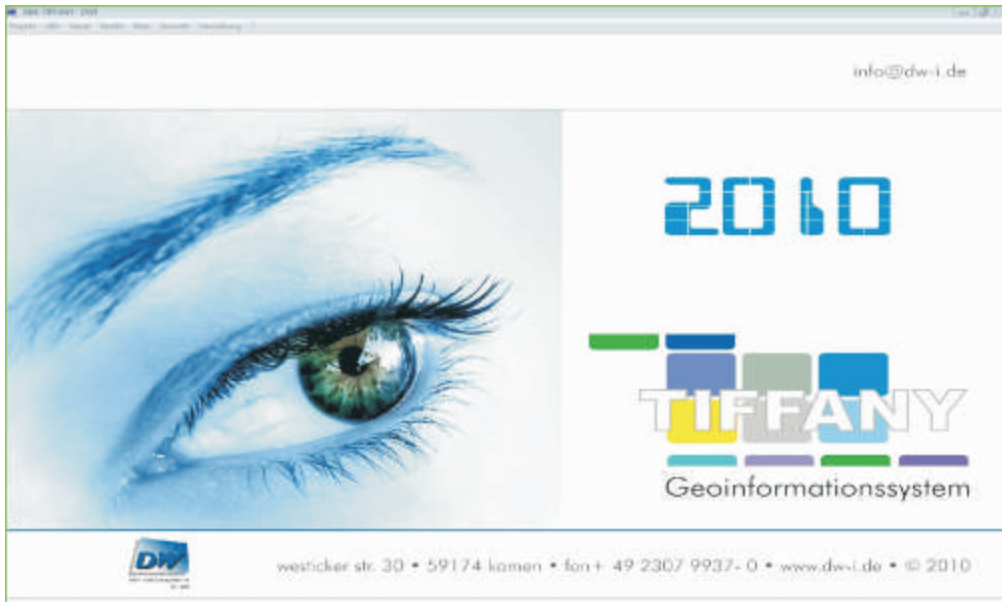 info@dw-i.de
2010
TIFFANY
Geoinformationssystem
DW
westicker str. 30 • 59174 kamen • fon+ 49 2307 9937- 0 • www.dw-i.de • © 2010